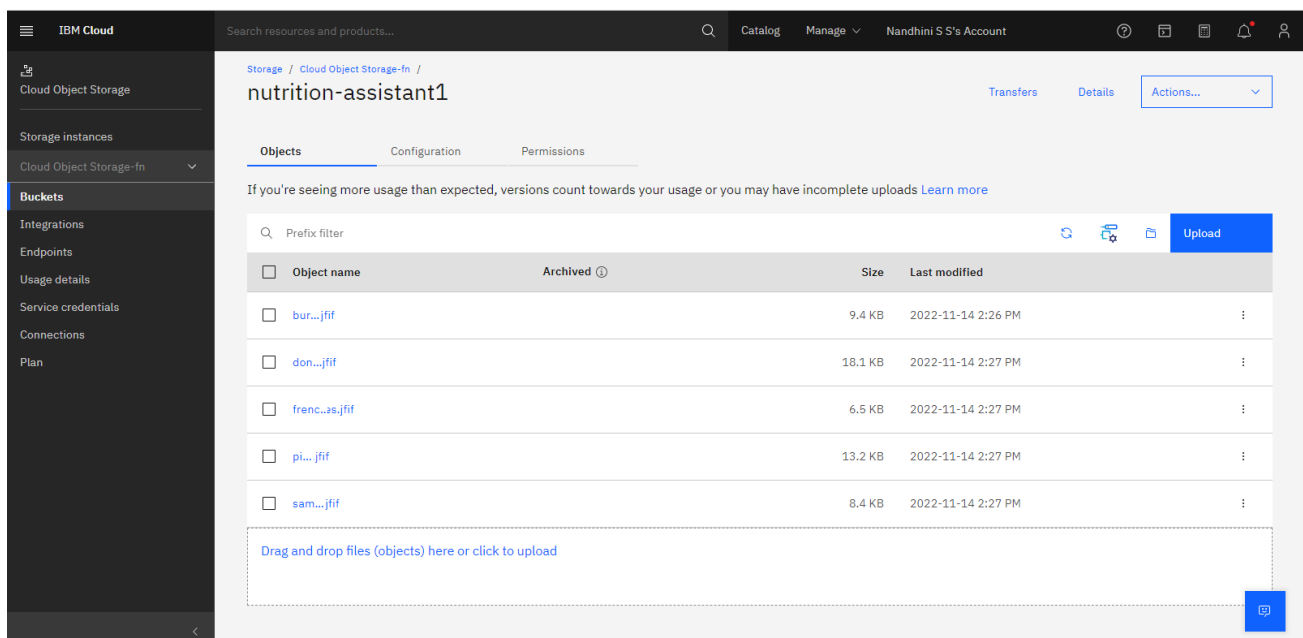 IBM Cloud
Search resources and products...
Catalog
Manage
Nandhini S S's Account
Cloud Object Storage
Storage instances
Cloud Object Storage-fn
Buckets
Integrations
Endpoints
Usage details
Service credentials
Connections
Plan
Storage / Cloud Object Storage-fn /
nutrition-assistant1
Transfers
Details
Actions...
Objects
Configuration
Permissions
If you're seeing more usage than expected, versions count towards your usage or you may have incomplete uploads Learn more
Prefix filter
Upload
Object name Archived Size Last modified
bur...jfif 9.4 KB 2022-11-14 2:26 PM
don...jfif 18.1 KB 2022-11-14 2:27 PM
frenc..as.jfif 6.5 KB 2022-11-14 2:27 PM
pi... jfif 13.2 KB 2022-11-14 2:27 PM
sam...jfif 8.4 KB 2022-11-14 2:27 PM
Drag and drop files (objects) here or click to upload